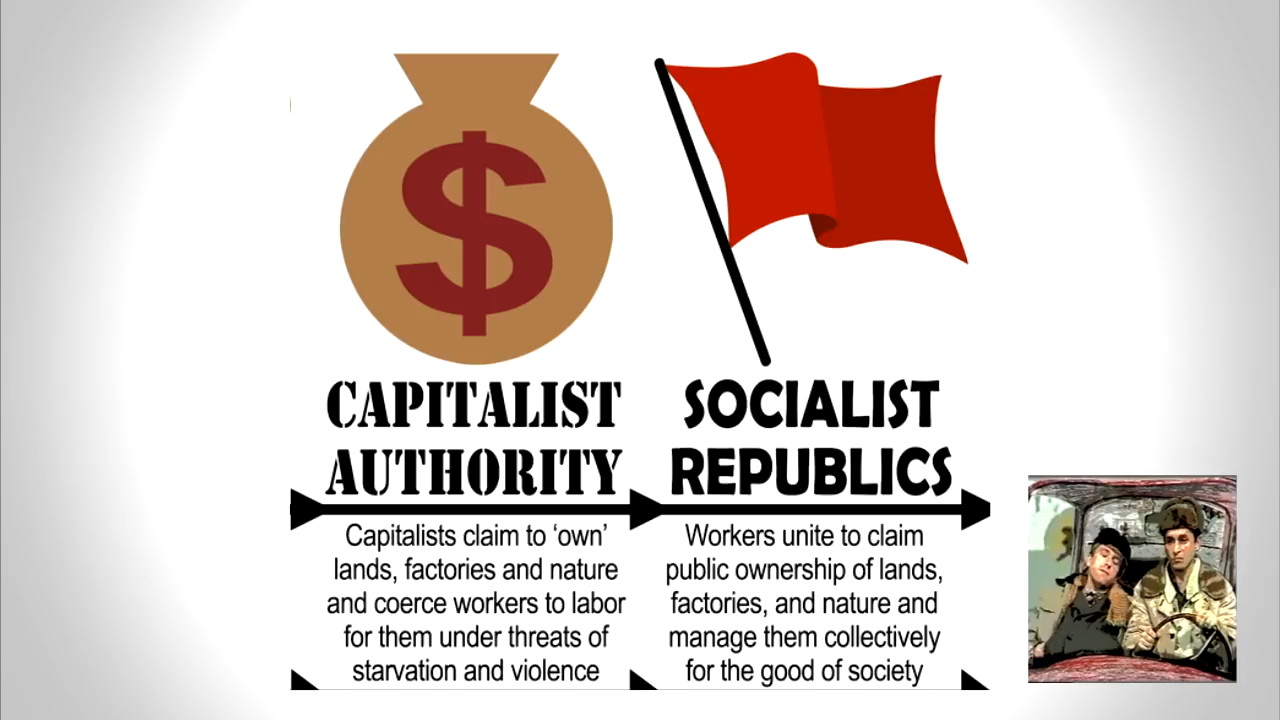 $
CAPITALIST
AUTHORITY
Capitalists claim to ‘own’
lands, factories and nature
and coerce workers to labor
for them under threats of
starvation and violence
SOCIALIST
REPUBLICS
Workers unite to claim
public ownership of lands,
factories, and nature and
manage them collectively
for the good of society